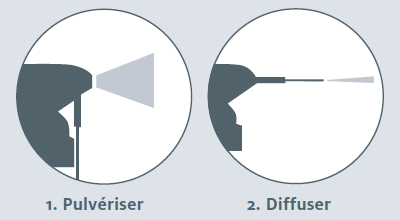 1. Pulvériser
2. Diffuser